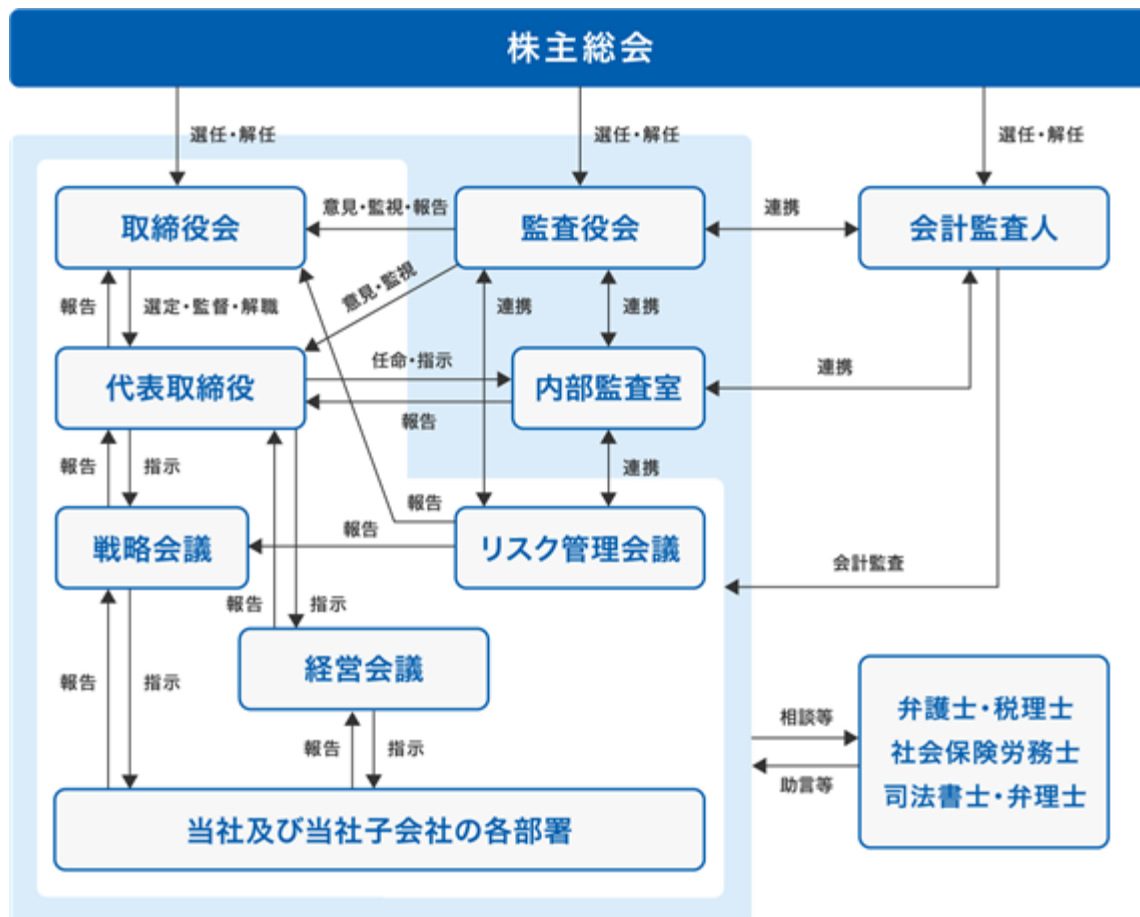 株主総会
選任・解任
選任・解任
選任・解任
取締役会
意見・監視・報告
監査役会
連携
会計監査人
報告
選定・監督・解職
意見・監視
連携
連携
代表取締役
任命・指示
報告
内部監査室
連携
報告
指示
連携
戦略会議
報告
報告
リスク管理会議
会計監査
報告
指示
経営会議
報告
指示
報告
指示
相談等
助言等
弁護士・税理士
社会保険労務士
司法書士・弁理士
当社及び当社子会社の各部署